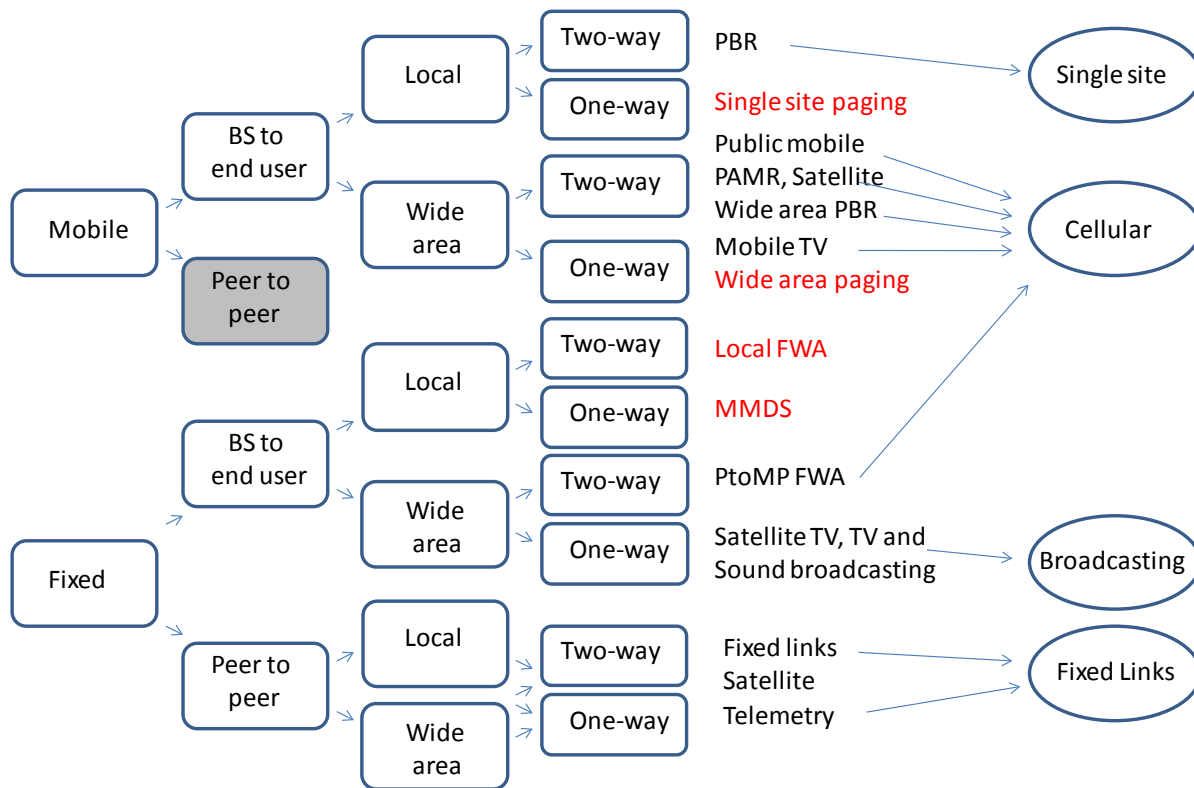 Two-way
PBR
Single site
Local
One-way
Single site paging
BS to
end user
Public mobile
Two-way
PAMR, Satellite
Wide
area
Wide area PBR
Cellular
Mobile
Mobile TV
One-way
Wide area paging
Peer to
peer
Two-way
Local FWA
Local
One-way
MMDS
BS to
end user
Two-way
PtoMP FWA
Wide
area
One-way
Satellite TV, TV and
Sound broadcasting
Broadcasting
Fixed
Local
Two-way
Fixed links
Satellite
Fixed Links
Peer to
peer
One-way
Telemetry
Wide
area